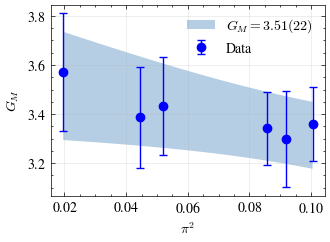 G_M = 3.51(22)
Data
G_M
3.8
3.6
3.4
3.2
0.02 0.04 0.06 0.08 0.10
π²